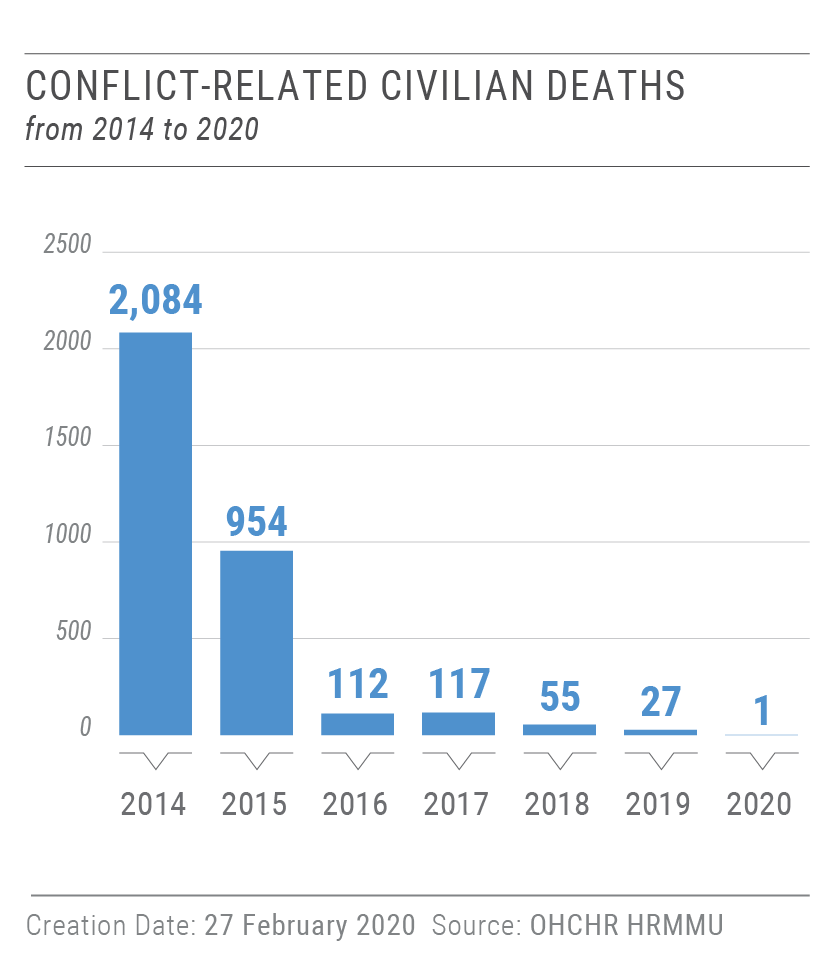 CONFLICT-RELATED CIVILIAN DEATHS
from 2014 to 2020
2500
2,084
2000
1500
954
1000
500
112 117 55 27 1
0
2014 2015 2016 2017 2018 2019 2020
Creation Date: 27 February 2020 Source: OHCHR HRMMU